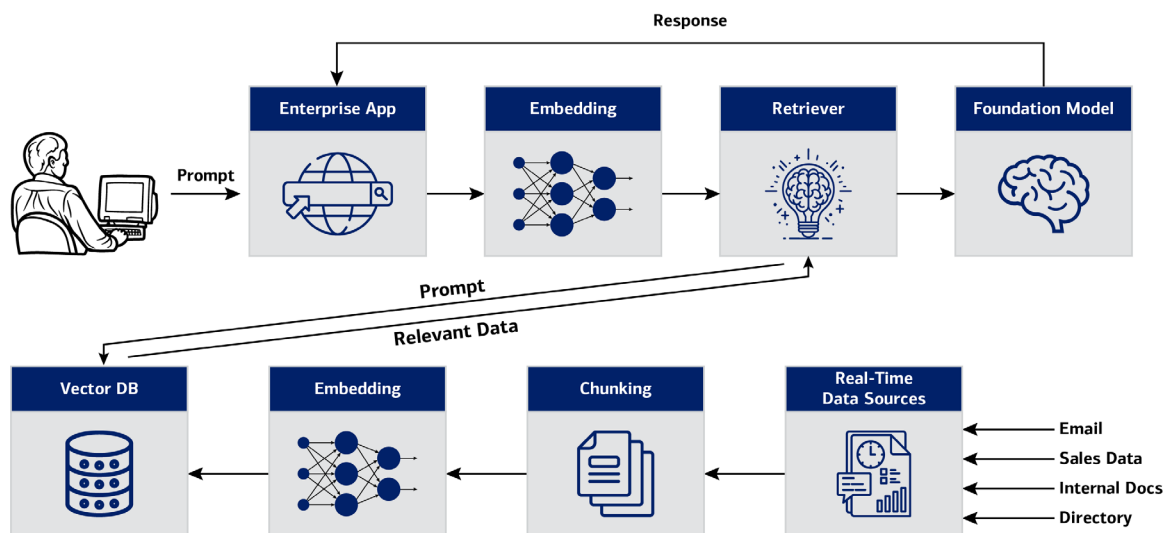 Response
Enterprise App
Embedding
Retriever
Foundation Model
Prompt
Prompt
Relevant Data
Vector DB
Embedding
Chunking
Real-Time
Data Sources
Email
Sales Data
Internal Docs
Directory